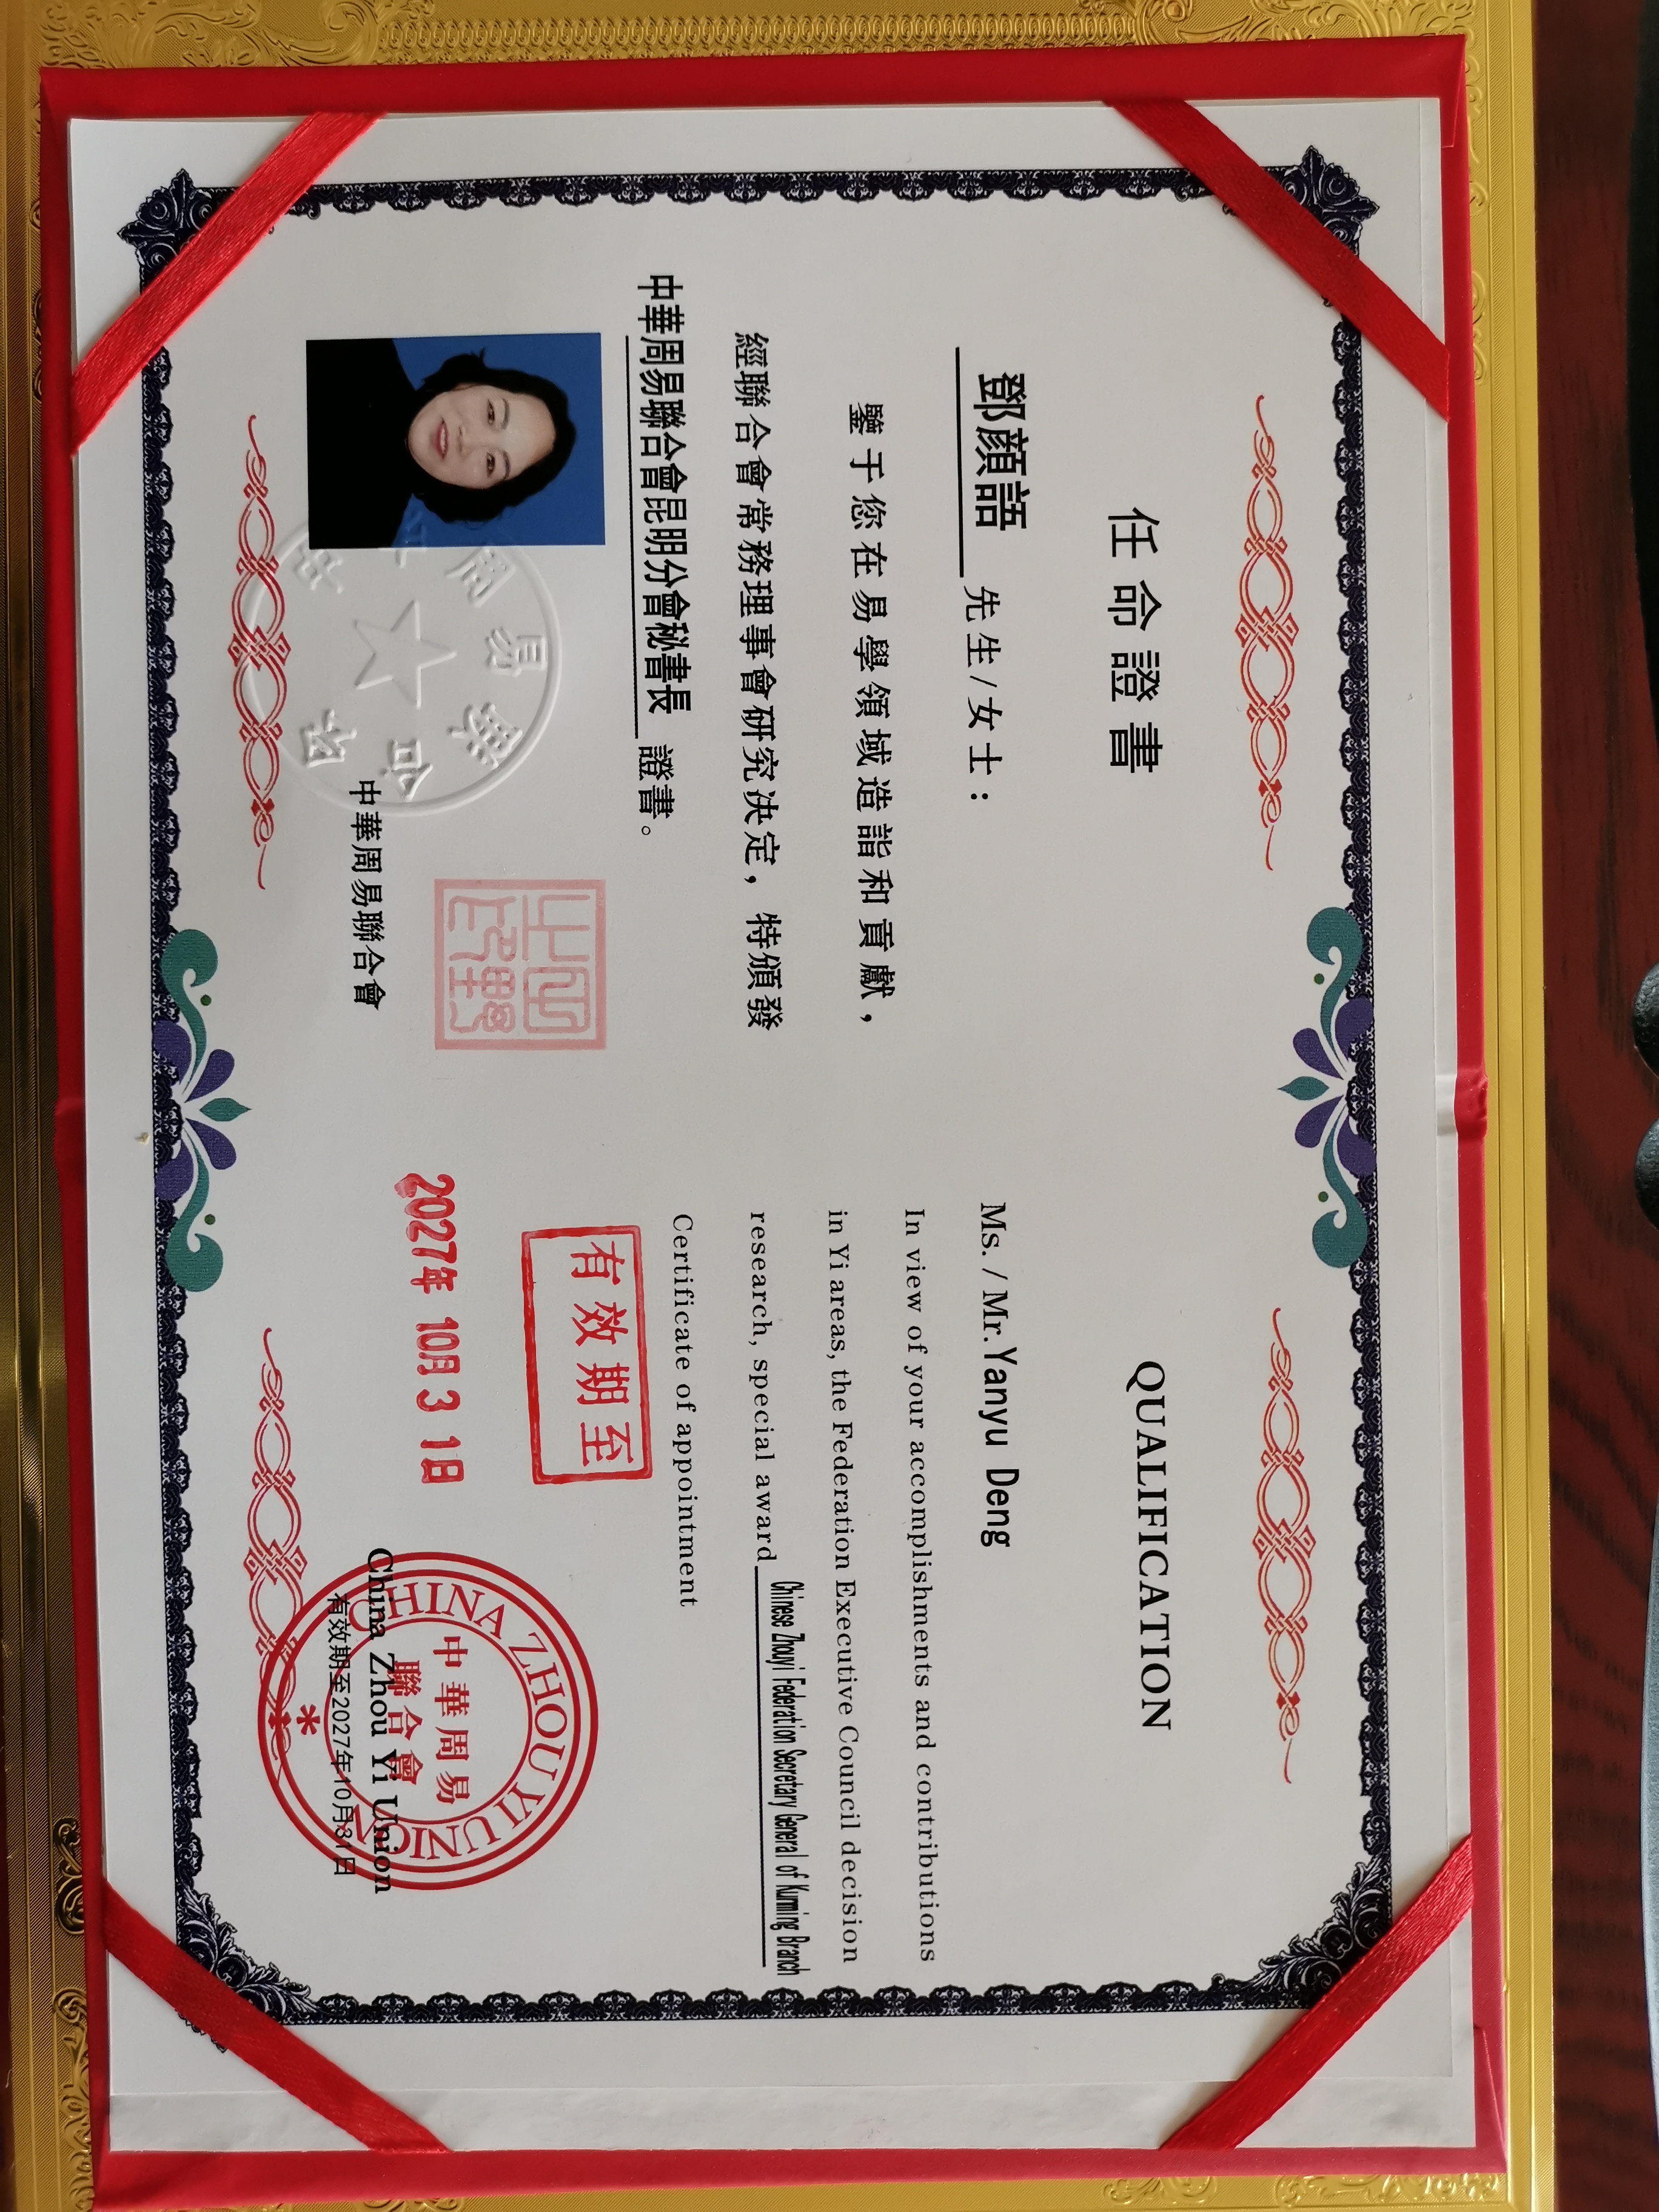 任命證書
鄧顏語 先生/女士：
鑒于您在易學領域造詣和貢獻，
經聯合會常務理事會研究决定，特頒發
中華周易聯合會昆明分會秘書長 證書。
中華周易聯合會
QUALIFICATION
Ms. / Mr. Yanyu Deng
In view of your accomplishments and contributions
in Yi areas, the Federation Executive Council decision
research, special award Chinese Zhouyi Federation Secretary General of Kunming Branch
Certificate of appointment
有效期至
2027年 10月 3 1日
CHINA ZHOU YI UNION
中華周易
聯合會
China Zhou Yi Union
有效期至2027年10月31日